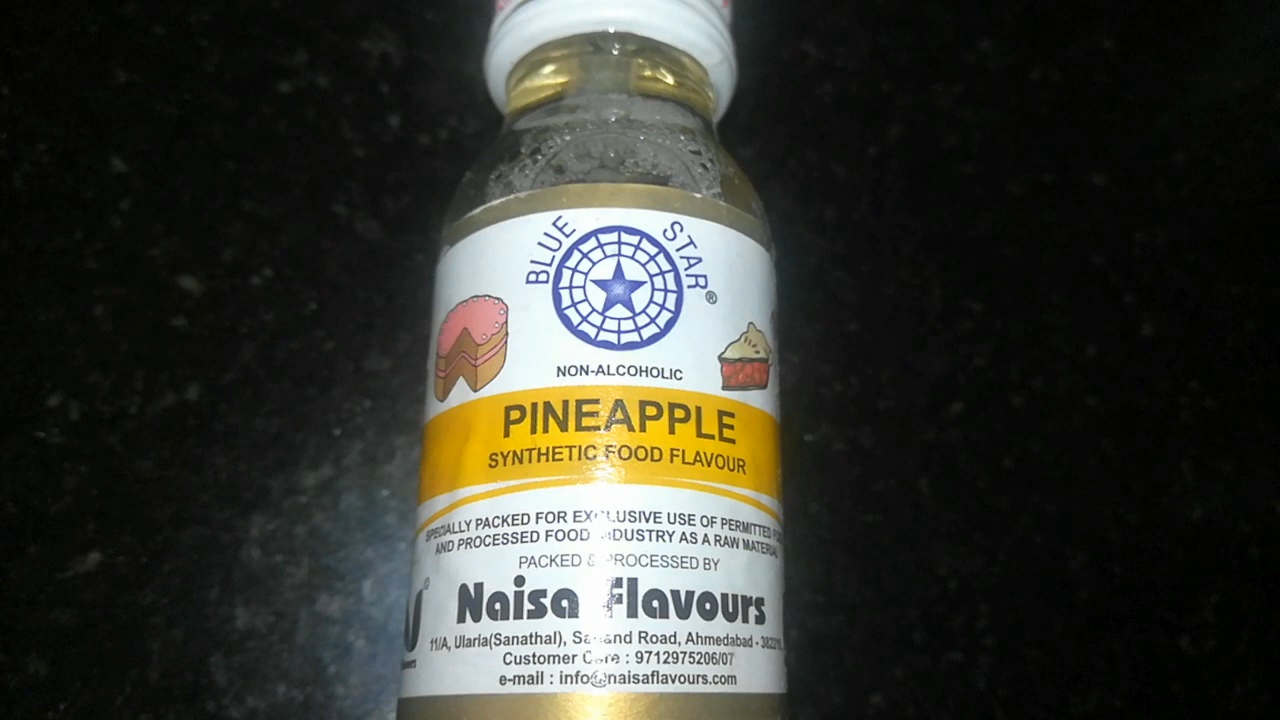 BLUE STAR®
NON-ALCOHOLIC
PINEAPPLE
SYNTHETIC FOOD FLAVOUR
SPECIALLY PACKED FOR EXCLUSIVE USE OF PERMITTED
AND PROCESSED FOOD INDUSTRY AS A RAW MATERIAL
PACKED & PROCESSED BY
Naisa Flavours
11/A, Ularia(Sanathal), Sanand Road, Ahmedabad -
Customer Care : 9712975206/07
e-mail : info@naisaflavours.com